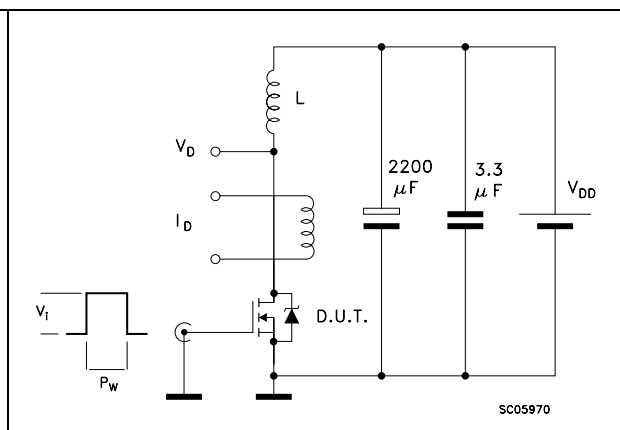 L
V_D
2200
μF
3.3
μF
V_DD
I_D
V_i
D.U.T.
P_W
SC05970